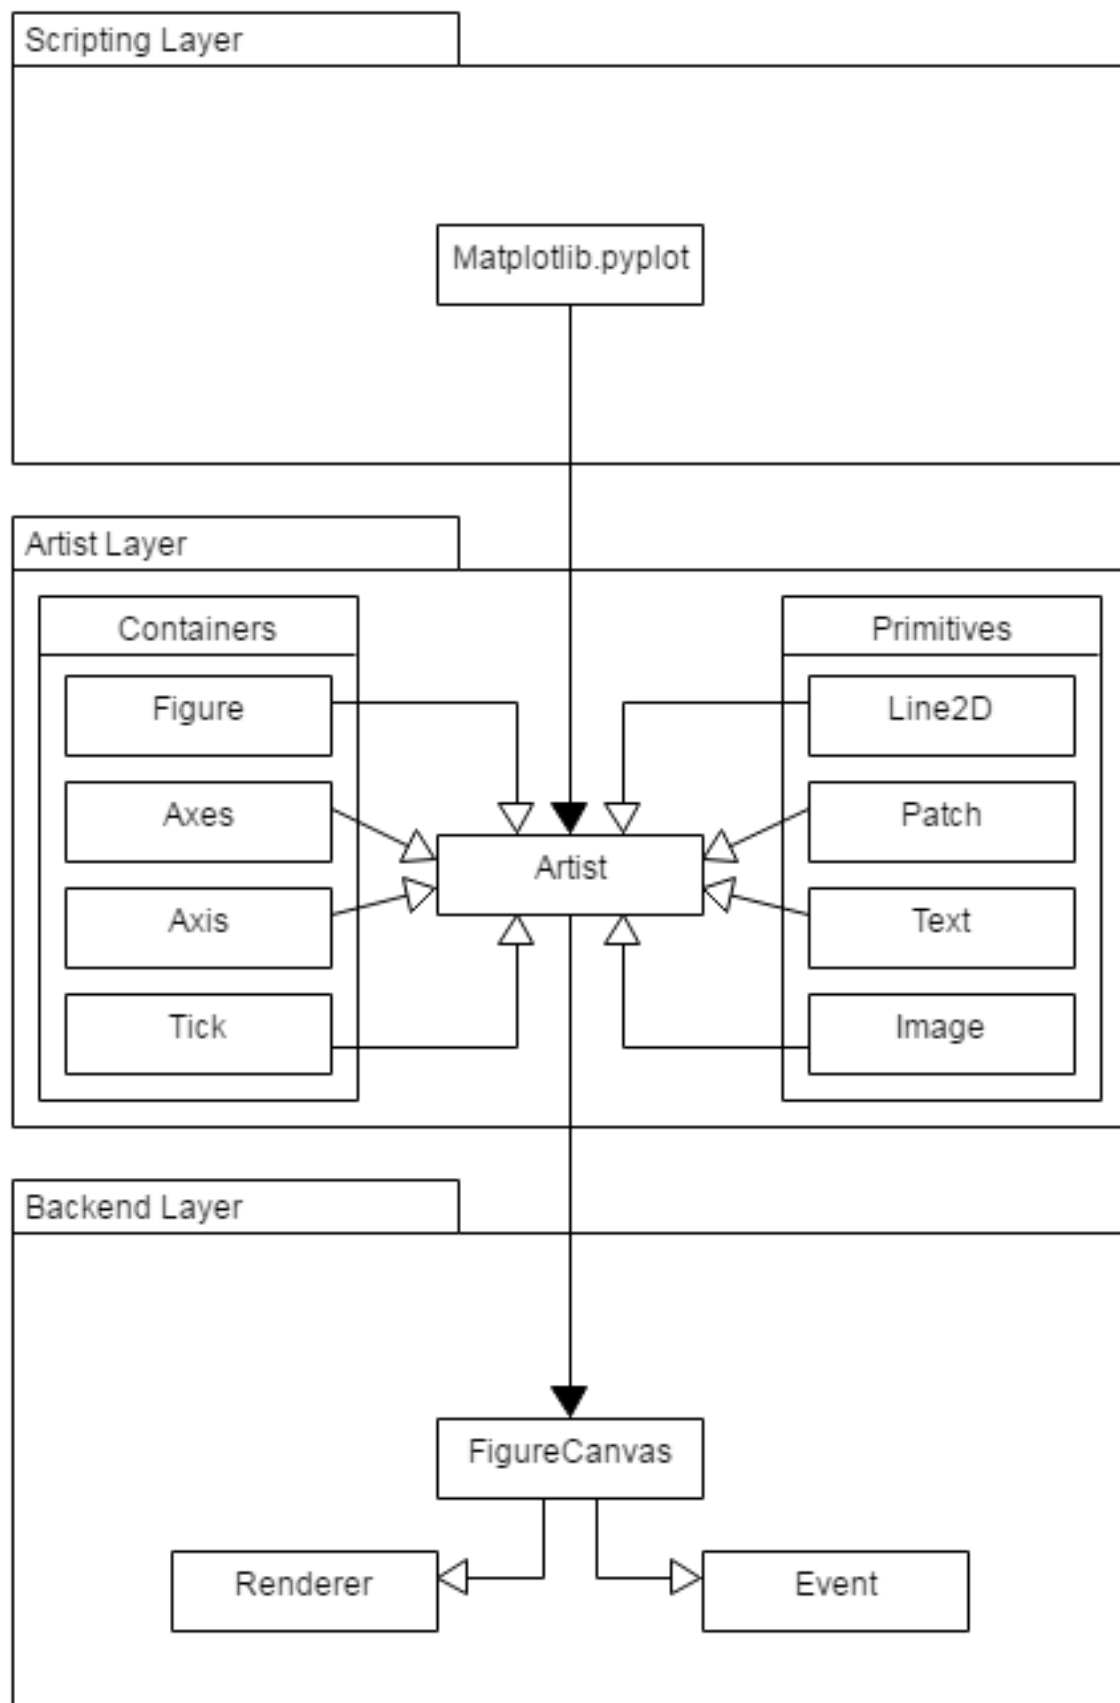 Scripting Layer
Matplotlib.pyplot
Artist Layer
Containers
Figure
Axes
Axis
Tick
Artist
Primitives
Line2D
Patch
Text
Image
Backend Layer
FigureCanvas
Renderer
Event